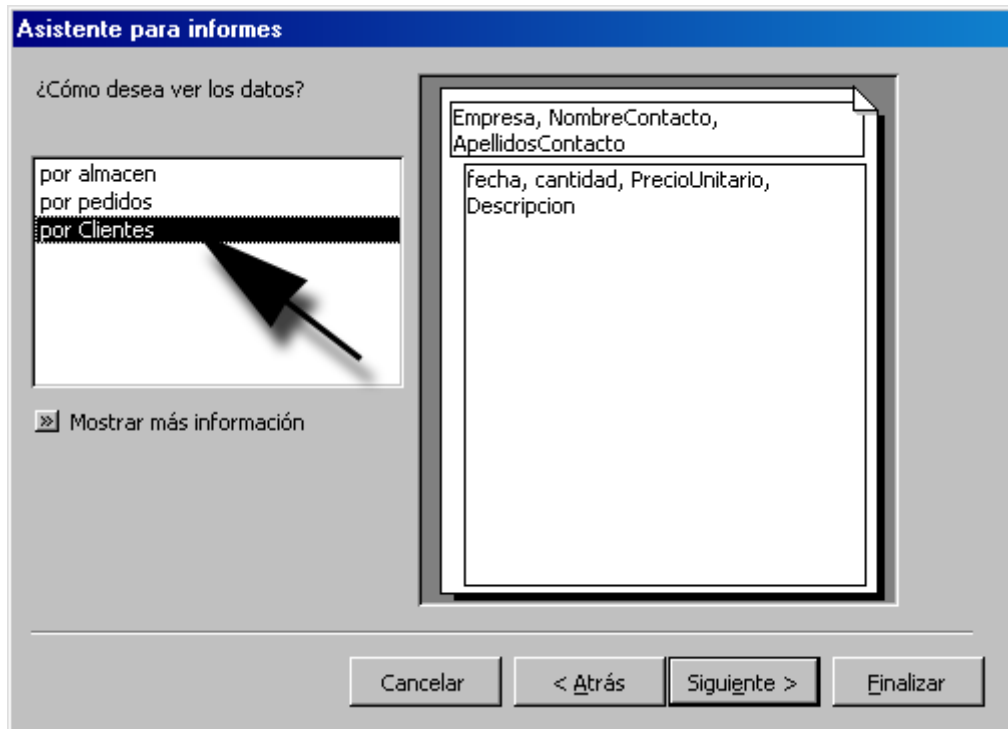 Asistente para informes
¿Cómo desea ver los datos?
por almacen
por pedidos
por Clientes
Mostrar más información
Empresa, NombreContacto,
ApellidosContacto
fecha, cantidad, PrecioUnitario,
Descripcion
Cancelar
< Atrás
Siguiente >
Finalizar